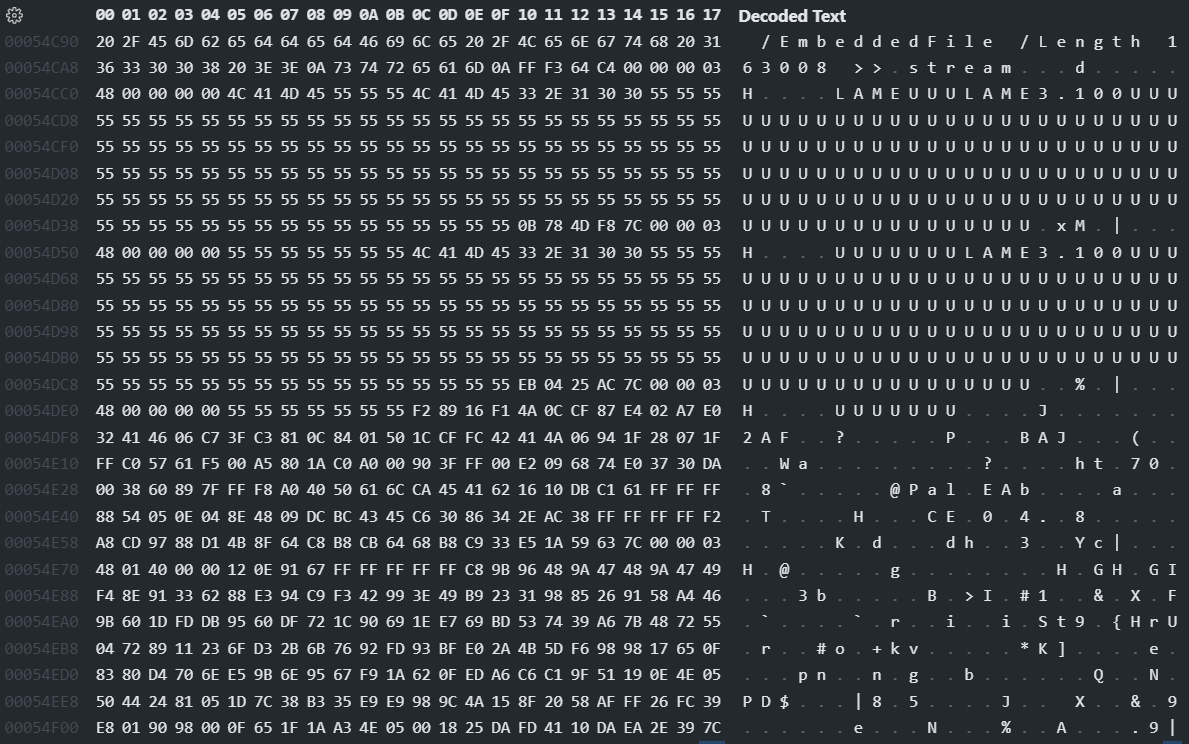 00 01 02 03 04 05 06 07 08 09 0A 0B 0C 0D 0E 0F 10 11 12 13 14 15 16 17 Decoded Text
00054C90 20 2F 45 6D 62 65 64 64 65 64 46 69 6C 65 20 2F 4C 65 6E 67 74 68 20 31  /EmbeddedFile /Length 1
00054CA8 36 33 30 30 38 20 3E 3E 0A 73 74 72 65 61 6D 0A FF F3 64 C4 00 00 00 03 63008 >>.stream...d.....
00054CC0 48 00 00 00 00 4C 41 4D 45 55 55 55 4C 41 4D 45 33 2E 31 30 30 55 55 55 H....LAMEUUULAME3.100UUU
00054CD8 55 55 55 55 55 55 55 55 55 55 55 55 55 55 55 55 55 55 55 55 55 55 55 55 UUUUUUUUUUUUUUUUUUUUUUUU
00054CF0 55 55 55 55 55 55 55 55 55 55 55 55 55 55 55 55 55 55 55 55 55 55 55 55 UUUUUUUUUUUUUUUUUUUUUUUU
00054D08 55 55 55 55 55 55 55 55 55 55 55 55 55 55 55 55 55 55 55 55 55 55 55 55 UUUUUUUUUUUUUUUUUUUUUUUU
00054D20 55 55 55 55 55 55 55 55 55 55 55 55 55 55 55 55 55 55 55 55 55 55 55 55 UUUUUUUUUUUUUUUUUUUUUUUU
00054D38 55 55 55 55 55 55 55 55 55 55 55 55 55 55 55 55 0B 78 4D F8 7C 00 00 03 UUUUUUUUUUUUUUUU.xM.|...
00054D50 48 00 00 00 00 55 55 55 55 55 55 55 4C 41 4D 45 33 2E 31 30 30 55 55 55 H....UUUUUUULAME3.100UUU
00054D68 55 55 55 55 55 55 55 55 55 55 55 55 55 55 55 55 55 55 55 55 55 55 55 55 UUUUUUUUUUUUUUUUUUUUUUUU
00054D80 55 55 55 55 55 55 55 55 55 55 55 55 55 55 55 55 55 55 55 55 55 55 55 55 UUUUUUUUUUUUUUUUUUUUUUUU
00054D98 55 55 55 55 55 55 55 55 55 55 55 55 55 55 55 55 55 55 55 55 55 55 55 55 UUUUUUUUUUUUUUUUUUUUUUUU
00054DB0 55 55 55 55 55 55 55 55 55 55 55 55 55 55 55 55 55 55 55 55 55 55 55 55 UUUUUUUUUUUUUUUUUUUUUUUU
00054DC8 55 55 55 55 55 55 55 55 55 55 55 55 55 55 55 55 EB 04 25 AC 7C 00 00 03 UUUUUUUUUUUUUUUU..%.|...
00054DE0 48 00 00 00 00 55 55 55 55 55 55 55 F2 89 16 F1 4A 0C CF 87 E4 02 A7 E0 H....UUUUUUU....J.......
00054DF8 32 41 46 06 C7 3F C3 81 0C 84 01 50 1C CF FC 42 41 4A 06 94 1F 28 07 1F 2AF..?.....P...BAJ...(..
00054E10 FF C0 57 61 F5 00 A5 80 1A C0 A0 00 90 3F FF 00 E2 09 68 74 E0 37 30 DA ..Wa.........?....ht.70.
00054E28 00 38 60 89 7F FF F8 A0 40 50 61 6C CA 45 41 62 16 10 DB C1 61 FF FF FF .8`.....@Pal.EAb....a...
00054E40 88 54 05 0E 04 8E 48 09 DC BC 43 45 C6 30 86 34 2E AC 38 FF FF FF FF F2 .T....H...CE.0.4..8.....
00054E58 A8 CD 97 88 D1 4B 8F 64 C8 B8 CB 64 68 B8 C9 33 E5 1A 59 63 7C 00 00 03 .....K.d...dh..3..Yc|...
00054E70 48 01 40 00 00 12 0E 91 67 FF FF FF FF FF C8 9B 96 48 9A 47 48 9A 47 49 H.@.....g........H.GH.GI
00054E88 F4 8E 91 33 62 88 E3 94 C9 F3 42 99 3E 49 B9 23 31 98 85 26 91 58 A4 46 ...3b.....B.>I.#1..&.X.F
00054EA0 9B 60 1D FD DB 95 60 DF 72 1C 90 69 1E E7 69 BD 53 74 39 A6 7B 48 72 55 .`....`.r..i..i.St9.{HrU
00054EB8 04 72 89 11 23 6F D3 2B 6B 76 92 FD 93 BF E0 2A 4B 5D F6 98 98 17 65 0F .r..#o.+kv.....*K]....e.
00054ED0 83 80 D4 70 6E E5 9B 6E 95 67 F9 1A 62 0F ED A6 C6 C1 9F 51 19 0E 4E 05 ...pn..n.g..b......Q..N.
00054EE8 50 44 24 81 05 1D 7C 38 B3 35 E9 E9 98 9C 4A 15 8F 20 58 AF FF 26 FC 39 PD$...|8.5....J.. X..&.9
00054F00 E8 01 90 98 00 0F 65 1F 1A A3 4E 05 00 18 25 DA FD 41 10 DA EA 2E 39 7C ......e...N...%..A....9|